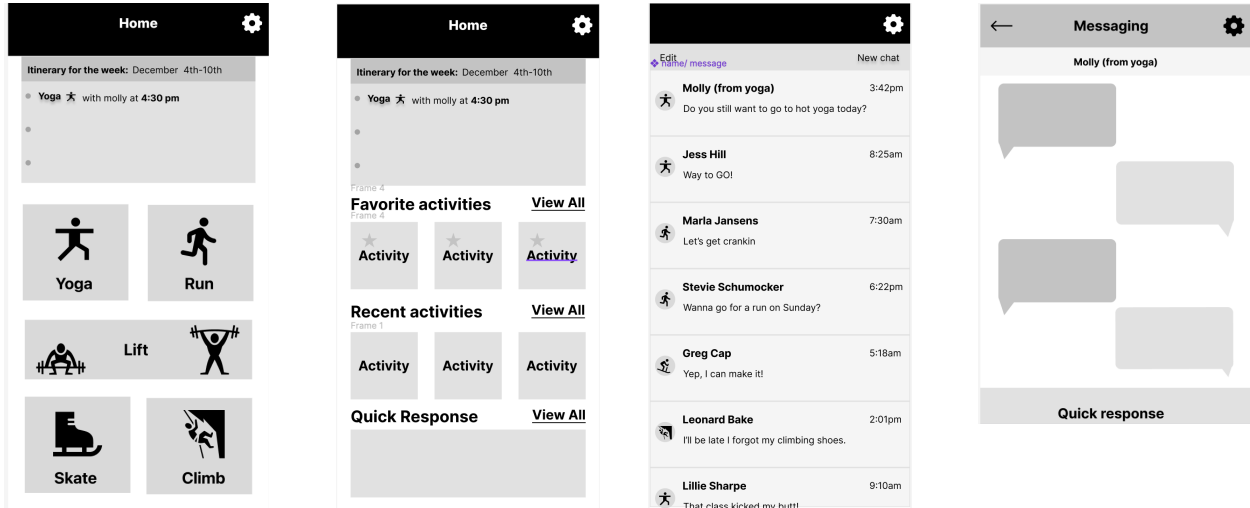 Home
Itinerary for the week: December 4th-10th
Yoga with molly at 4:30 pm
Yoga
Run
Lift
Skate
Climb
Home
Itinerary for the week: December 4th-10th
Yoga with molly at 4:30 pm
Frame 4
Favorite activities View All
Frame 4
Activity Activity Activity
Recent activities View All
Frame 1
Activity Activity Activity
Quick Response View All
Edit New chat
name/ message
Molly (from yoga) 3:42pm
Do you still want to go to hot yoga today?
Jess Hill 8:25am
Way to GO!
Marla Jansens 7:30am
Let's get crankin
Stevie Schumocker 6:22pm
Wanna go for a run on Sunday?
Greg Cap 5:18am
Yep, I can make it!
Leonard Bake 2:01pm
I'll be late I forgot my climbing shoes.
Lillie Sharpe 9:10am
That class kicked my butt!
Messaging
Molly (from yoga)
Quick response